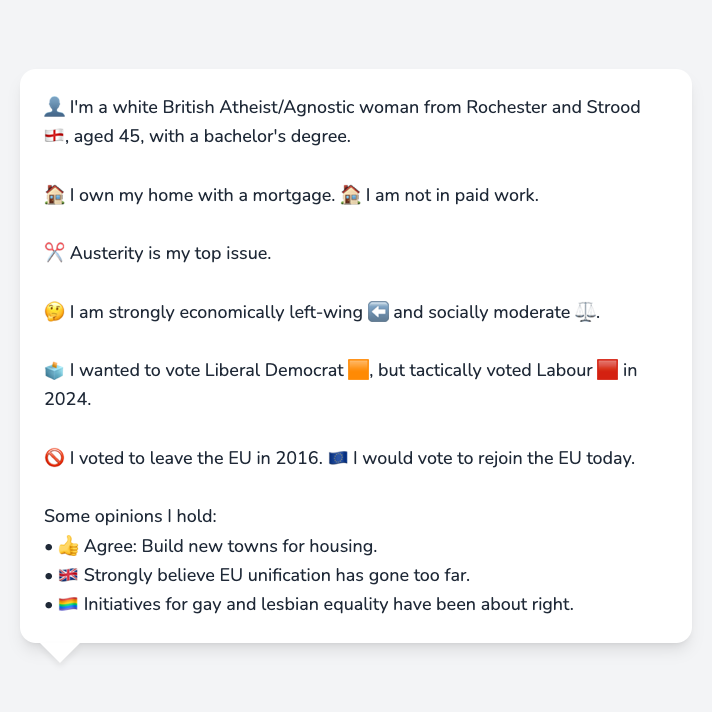 👤 I'm a white British Atheist/Agnostic woman from Rochester and Strood
🏴󠁧󠁢󠁥󠁮󠁧󠁿, aged 45, with a bachelor's degree.
🏠 I own my home with a mortgage. 🏠 I am not in paid work.
✂️ Austerity is my top issue.
🤔 I am strongly economically left-wing ⬅️ and socially moderate ⚖️.
🗳️ I wanted to vote Liberal Democrat 🟧, but tactically voted Labour 🟥 in
2024.
🚫 I voted to leave the EU in 2016. 🇪🇺 I would vote to rejoin the EU today.
Some opinions I hold:
• 👍 Agree: Build new towns for housing.
• 🇬🇧 Strongly believe EU unification has gone too far.
• 🏳️‍🌈 Initiatives for gay and lesbian equality have been about right.